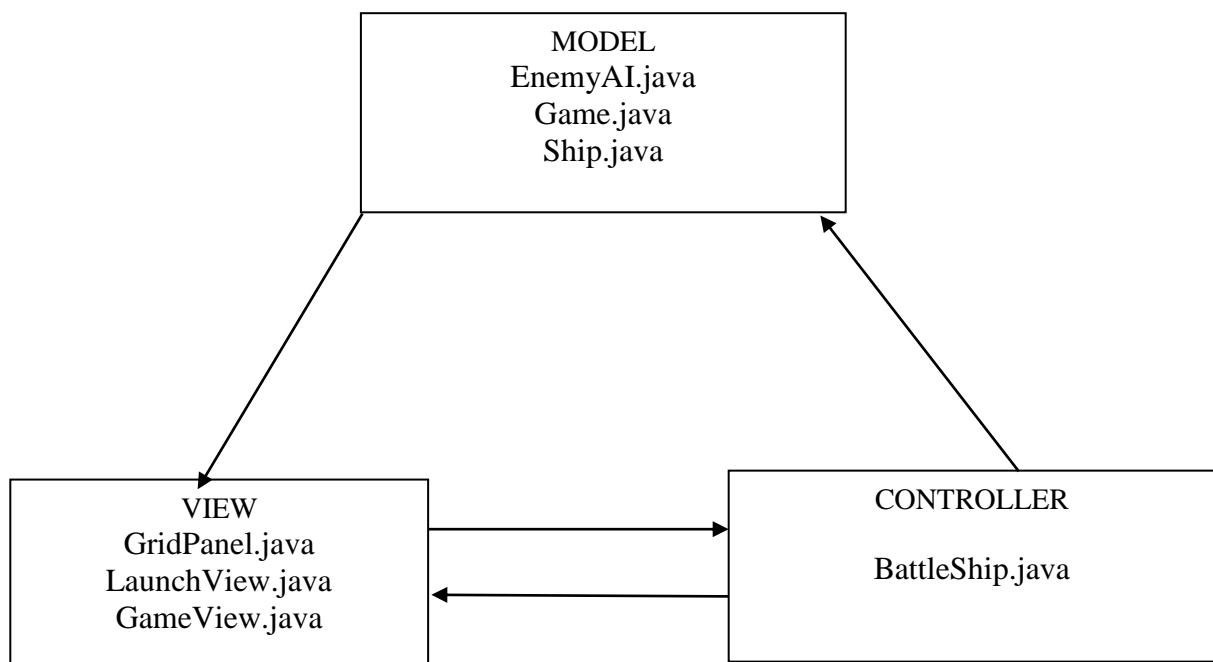 MODEL
EnemyAI.java
Game.java
Ship.java
VIEW
GridPanel.java
LaunchView.java
GameView.java
CONTROLLER
BattleShip.java